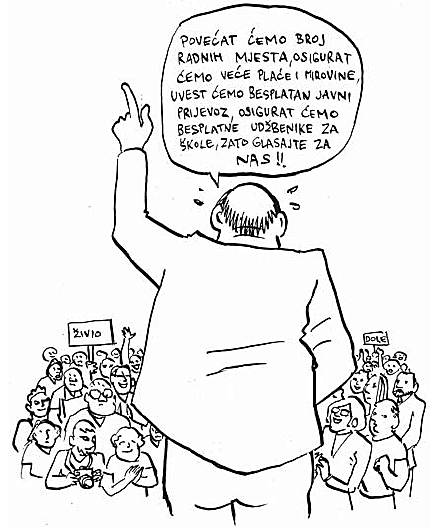 POVEĆAT ĆEMO BROJ
RADNIH MJESTA, OSIGURAT
ĆEMO VEĆE PLAĆE I MIROVINE,
UVEST ĆEMO BESPLATAN JAVNI
PRIJEVOZ, OSIGURAT ĆEMO
BESPLATNE UDŽBENIKE ZA
ŠKOLE, ZATO GLASAJTE ZA
NAS!!
ŽIVIO
DOLE